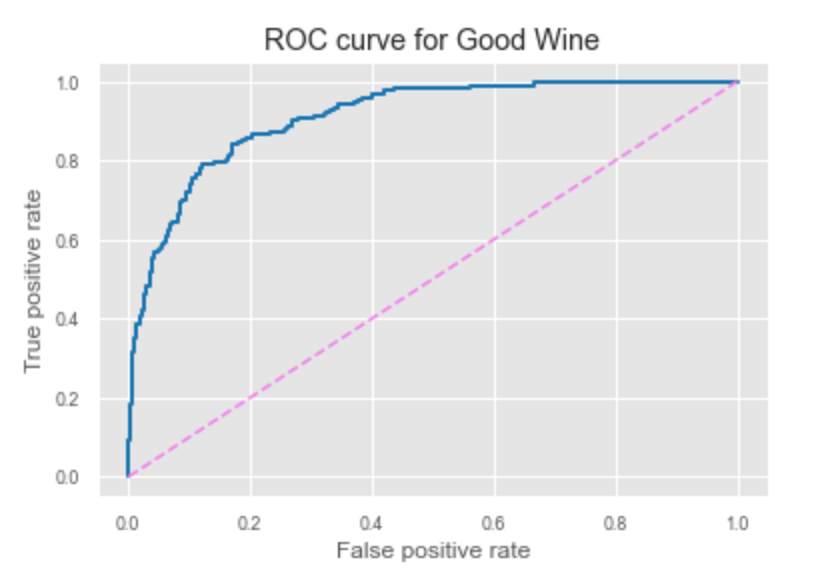 ROC curve for Good Wine
1.0
0.8
0.6
0.4
0.2
0.0
True positive rate
0.0 0.2 0.4 0.6 0.8 1.0
False positive rate